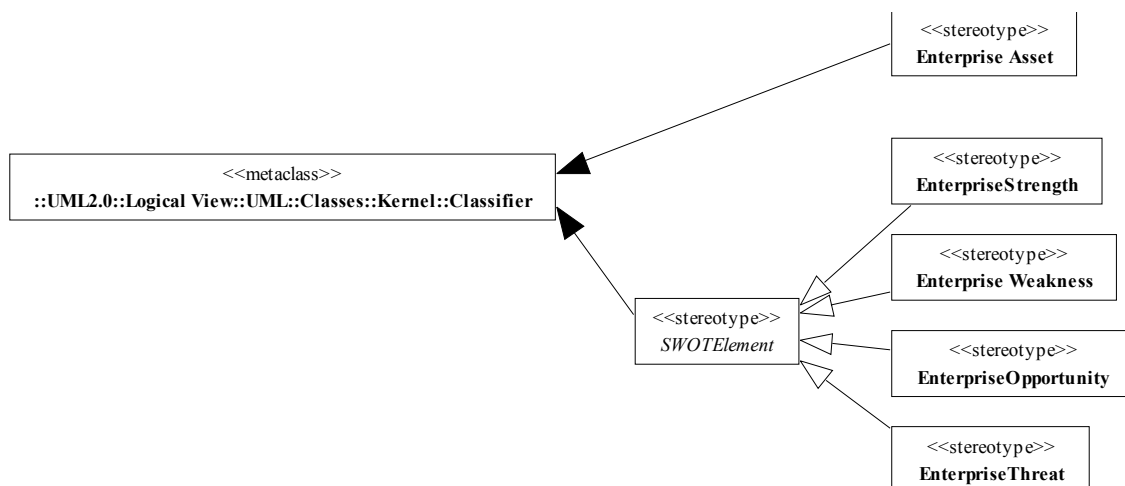 <<stereotype>>
Enterprise Asset
<<metaclass>>
::UML2.0::Logical View::UML::Classes::Kernel::Classifier
<<stereotype>>
EnterpriseStrength
<<stereotype>>
Enterprise Weakness
<<stereotype>>
SWOTElement
<<stereotype>>
EnterpriseOpportunity
<<stereotype>>
EnterpriseThreat